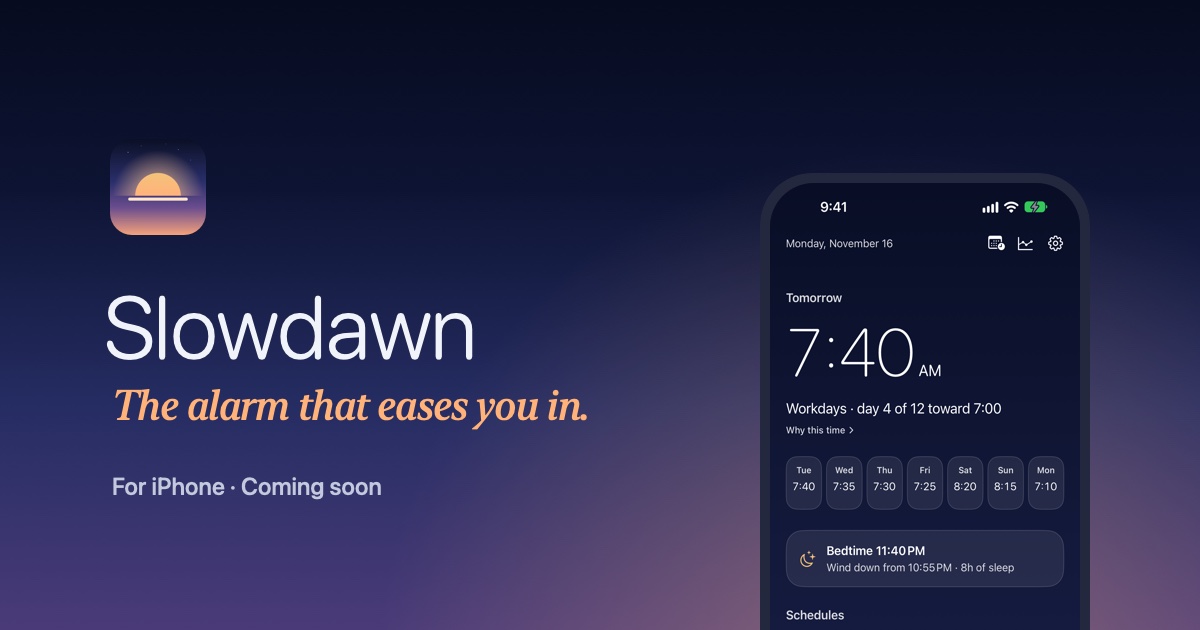 Slowdawn
The alarm that eases you in.
For iPhone · Coming soon
9:41
Monday, November 16
Tomorrow
7:40 AM
Workdays · day 4 of 12 toward 7:00
Why this time >
Tue Wed Thu Fri Sat Sun Mon
7:40 7:35 7:30 7:25 8:20 8:15 7:10
Bedtime 11:40 PM
Wind down from 10:55 PM · 8h of sleep
Schedules